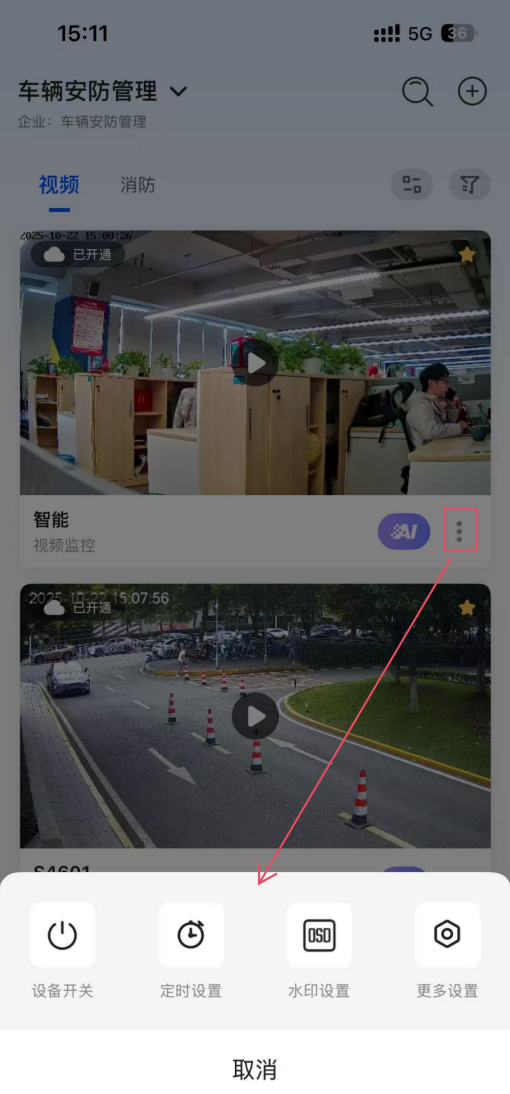 15:11
5G
36
车辆安防管理
企业：车辆安防管理
视频
消防
2025-10-22 15:08:26
已开通
智能
视频监控
AI
2025-10-22 15:07:56
已开通
S4601
OSD
设备开关
定时设置
水印设置
更多设置
取消